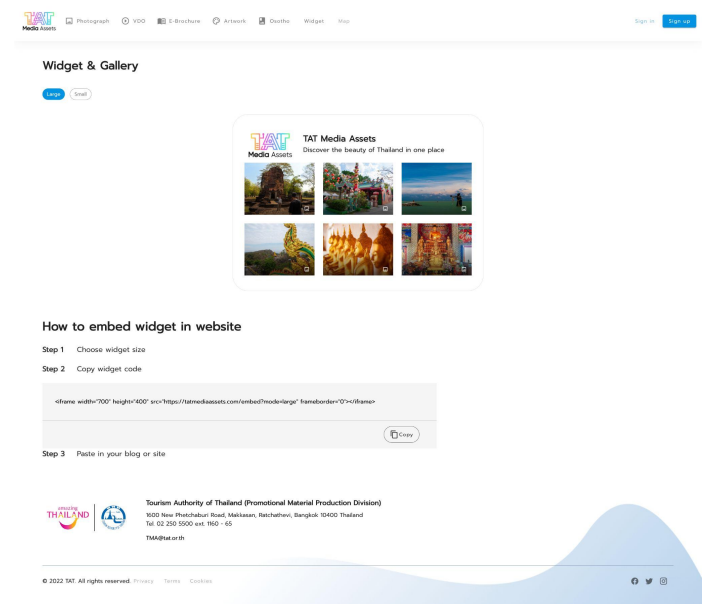 TAT
Media Assets
Photograph
VDO
E-Brochure
Artwork
Osotho
Widget
Map
Sign in
Sign up
Widget & Gallery
Large
Small
TAT
Media Assets
TAT Media Assets
Discover the beauty of Thailand in one place
How to embed widget in website
Step 1 Choose widget size
Step 2 Copy widget code
<iframe width="700" height="400" src="https://tatmediaassets.com/embed?mode=large" frameborder="0"></iframe>
Copy
Step 3 Paste in your blog or site
amazing
THAILAND
Tourism Authority of Thailand (Promotional Material Production Division)
1600 New Phetchaburi Road, Makkasan, Ratchathevi, Bangkok 10400 Thailand
Tel. 02 250 5500 ext. 1160 - 65
TMA@tat.or.th
© 2022 TAT. All rights reserved. Privacy Terms Cookies